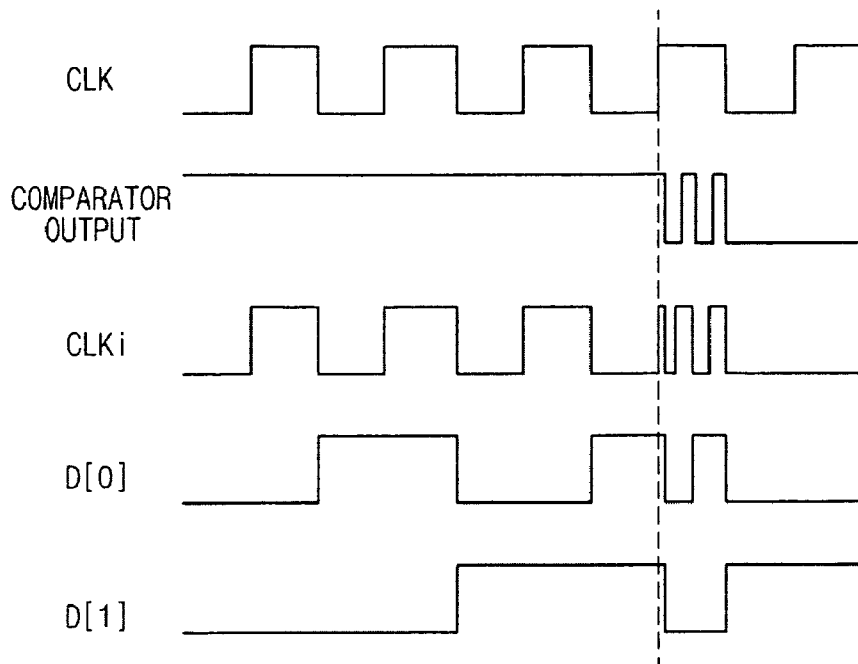 CLK
COMPARATOR
OUTPUT
CLKi
D[0]
D[1]